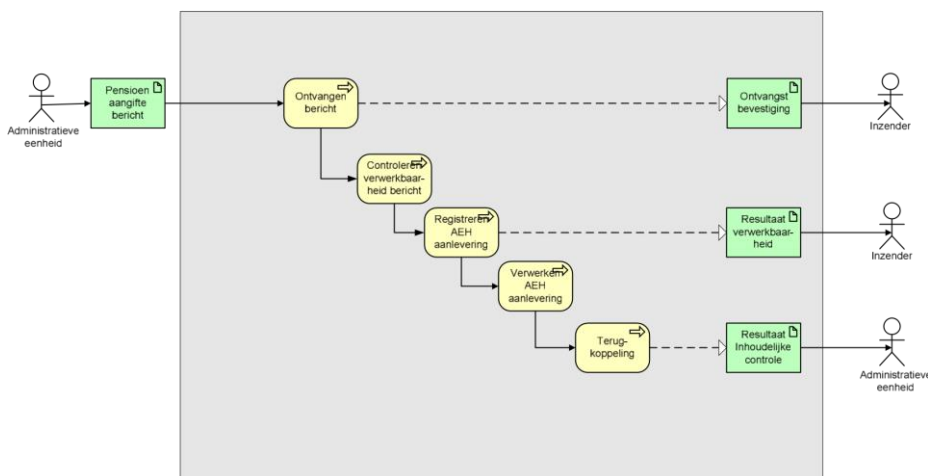 Pensioen
aangifte
bericht
Administratieve
eenheid
Ontvangen
bericht
Ontvangst
bevestiging
Inzender
Controleren
verwerkbaar-
heid bericht
Registreren
AEH
aanlevering
Resultaat
verwerkbaar-
heid
Inzender
Verwerken
AEH
aanlevering
Terug-
koppeling
Resultaat
Inhoudelijke
controle
Administratieve
eenheid